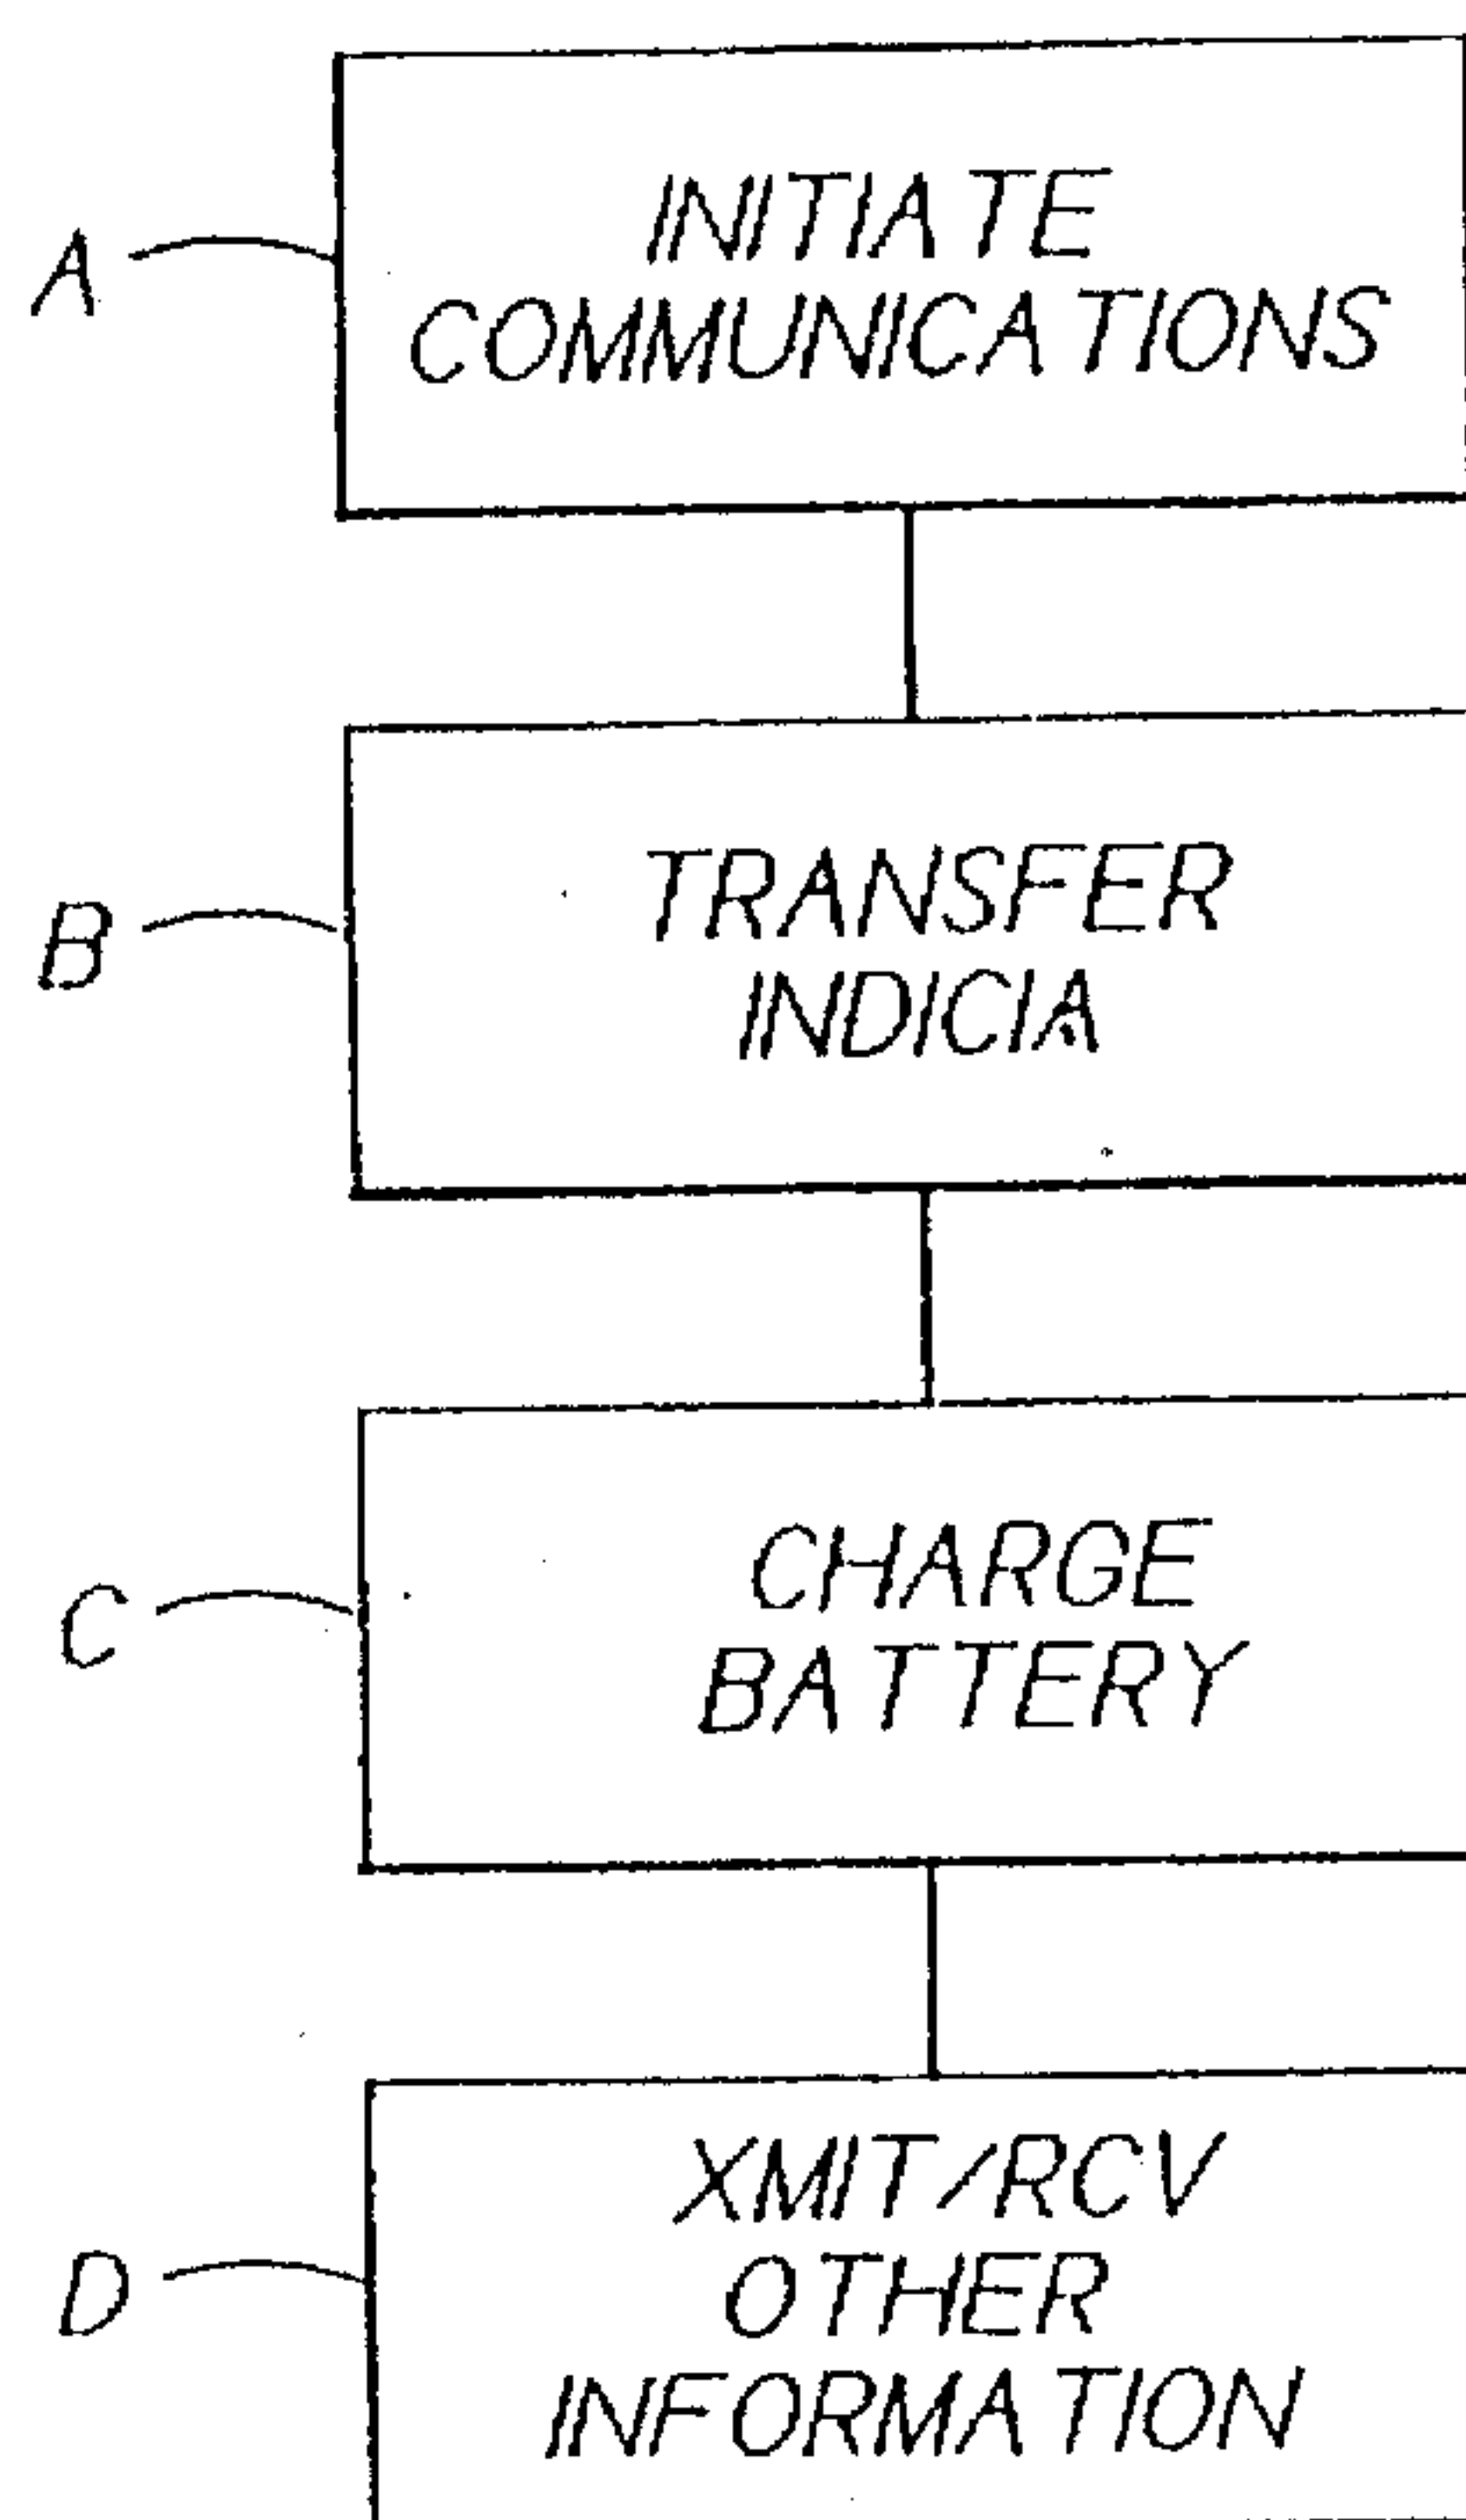 A
INITIATE
COMMUNICATIONS
B
TRANSFER
INDICIA
C
CHARGE
BATTERY
D
XMIT/RCV
OTHER
INFORMATION